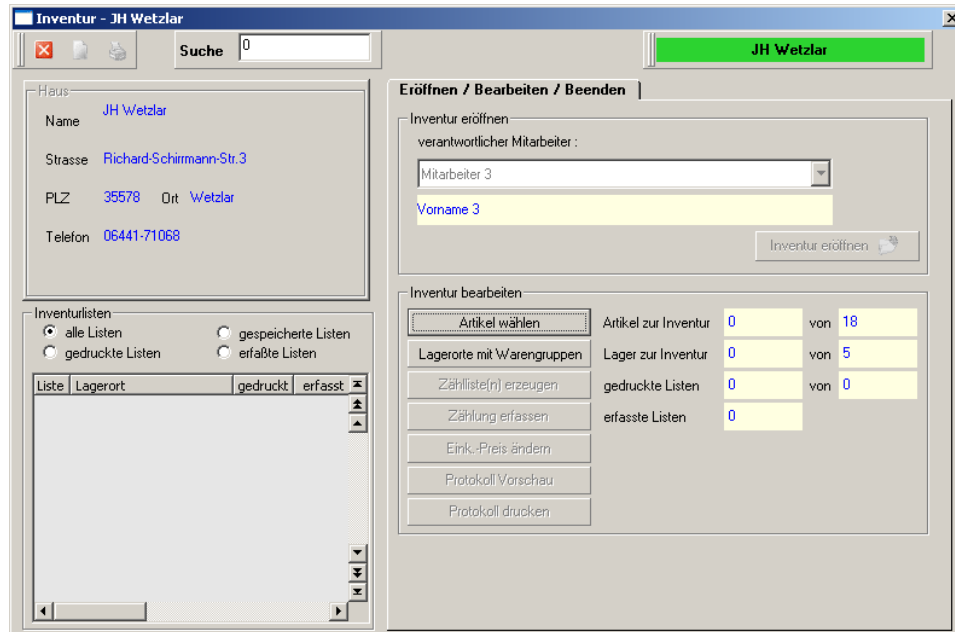 Inventur - JH Wetzlar
Suche 0
JH Wetzlar
Haus
Name JH Wetzlar
Strasse Richard-Schirrmann-Str.3
PLZ 35578 Ort Wetzlar
Telefon 06441-71068
Inventurlisten
alle Listen gespeicherte Listen
gedruckte Listen erfaßte Listen
Liste Lagerort gedruckt erfasst
Eröffnen / Bearbeiten / Beenden
Inventur eröffnen
verantwortlicher Mitarbeiter :
Mitarbeiter 3
Vorname 3
Inventur eröffnen
Inventur bearbeiten
Artikel wählen Artikel zur Inventur 0 von 18
Lagerorte mit Warengruppen Lager zur Inventur 0 von 5
Zählliste(n) erzeugen gedruckte Listen 0 von 0
Zählung erfassen erfasste Listen 0
Eink.-Preis ändern
Protokoll Vorschau
Protokoll drucken